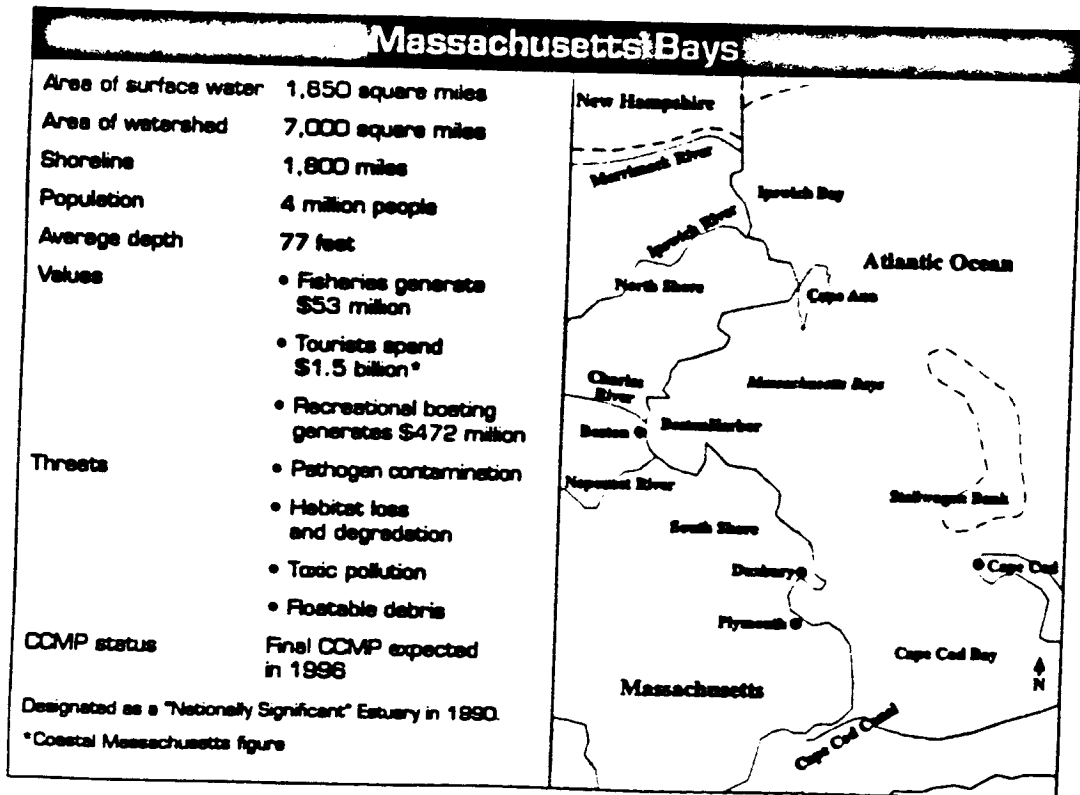 Massachusetts Bays
Area of surface water 1,850 square miles
Area of watershed 7,000 square miles
Shoreline 1,800 miles
Population 4 million people
Average depth 77 feet
Values • Fisheries generate
$53 million
• Tourists spend
$1.5 billion*
• Recreational boating
generates $472 million
Threats • Pathogen contamination
• Habitat loss
and degradation
• Toxic pollution
• Floatable debris
CCMP status Final CCMP expected
in 1996
Designated as a "Nationally Significant" Estuary in 1990.
*Coastal Massachusetts figure
New Hampshire
Merrimack River
Ipswich Bay
Ipswich River
Atlantic Ocean
North Shore
Cape Ann
Charles
River
Massachusetts Bays
Boston
Boston Harbor
Neponset River
Stellwagen Bank
South Shore
Duxbury
Cape Cod
Plymouth
Cape Cod Bay
N
Massachusetts
Cape Cod Canal